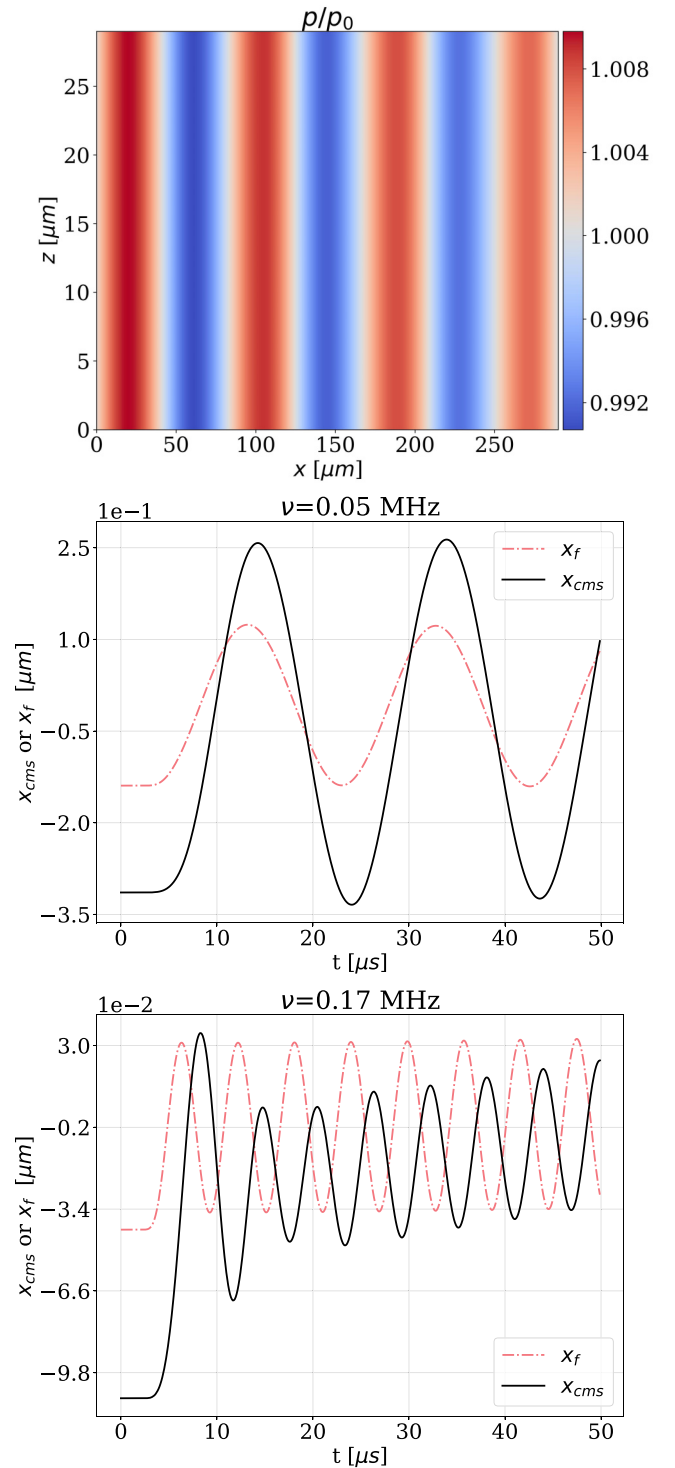 p/p₀
z [μm]
25
20
15
10
5
0
0 50 100 150 200 250
x [μm]
1.008
1.004
1.000
0.996
0.992
1e−1
ν=0.05 MHz
x_f
x_cms
x_cms or x_f [μm]
2.5
1.0
−0.5
−2.0
−3.5
0 10 20 30 40 50
t [μs]
1e−2
ν=0.17 MHz
x_cms or x_f [μm]
3.0
−0.2
−3.4
−6.6
−9.8
x_f
x_cms
0 10 20 30 40 50
t [μs]